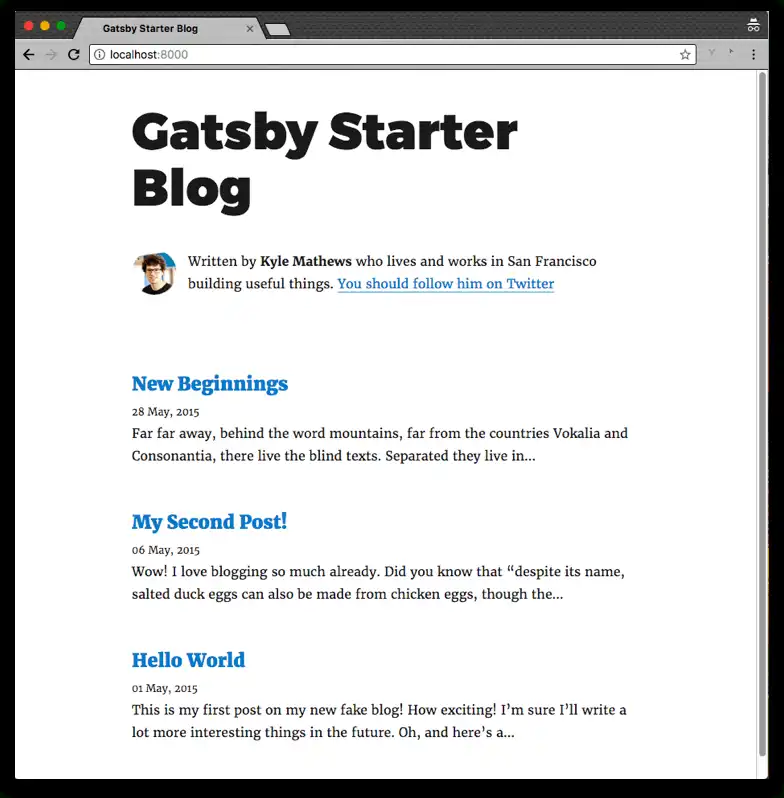 Gatsby Starter Blog
localhost:8000
Gatsby Starter
Blog
Written by Kyle Mathews who lives and works in San Francisco
building useful things. You should follow him on Twitter
New Beginnings
28 May, 2015
Far far away, behind the word mountains, far from the countries Vokalia and
Consonantia, there live the blind texts. Separated they live in…
My Second Post!
06 May, 2015
Wow! I love blogging so much already. Did you know that “despite its name,
salted duck eggs can also be made from chicken eggs, though the…
Hello World
01 May, 2015
This is my first post on my new fake blog! How exciting! I’m sure I’ll write a
lot more interesting things in the future. Oh, and here’s a…